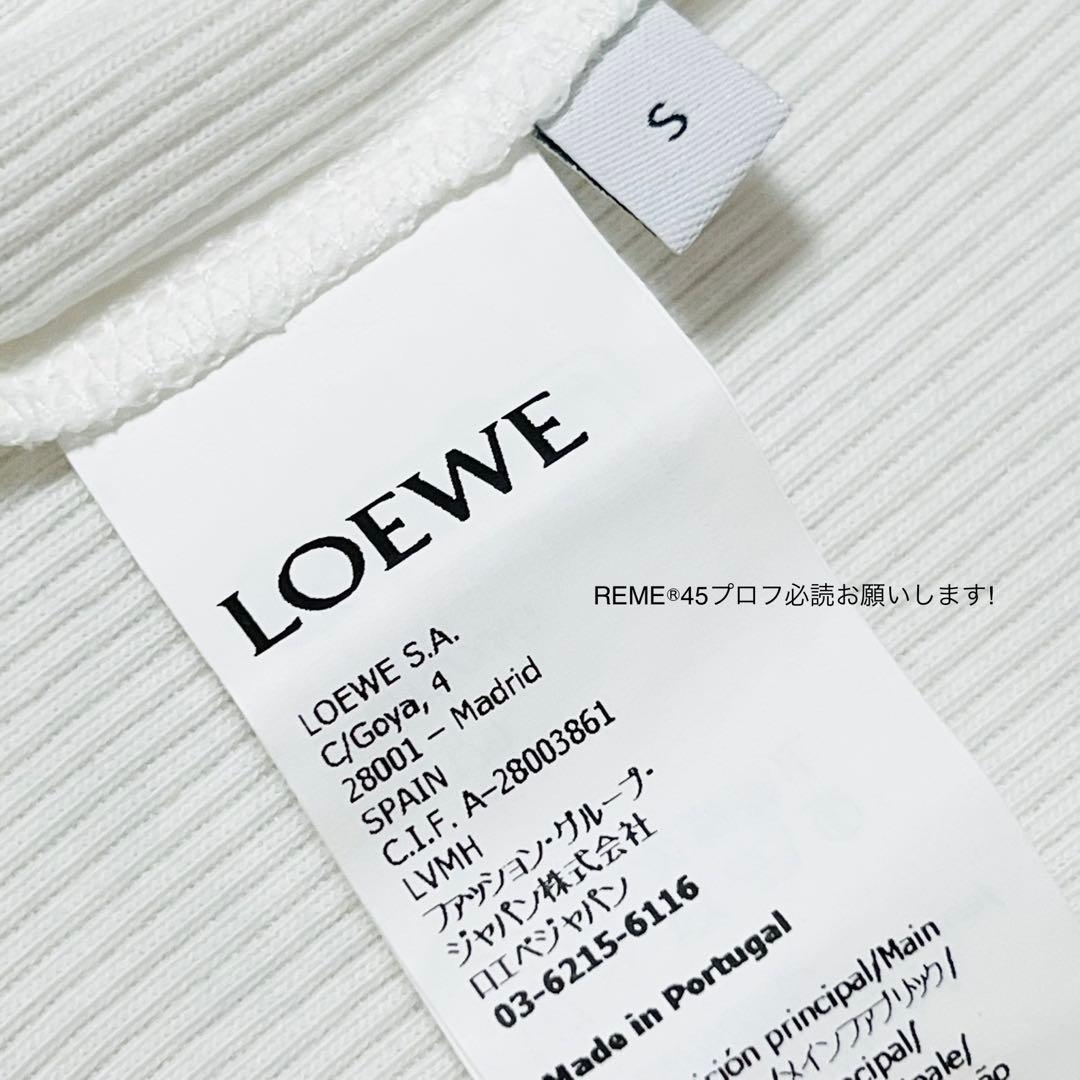 S
LOEWE
REME®45プロフ必読お願いします!
LOEWE S.A.
C/Goya, 4
28001 – Madrid
SPAIN
C.I.F. A-28003861
LVMH
ファッション・グループ・
ジャパン株式会社
ロエベジャパン
03-6215-6116
Made in Portugal
principal/Main
/メインファブリック/